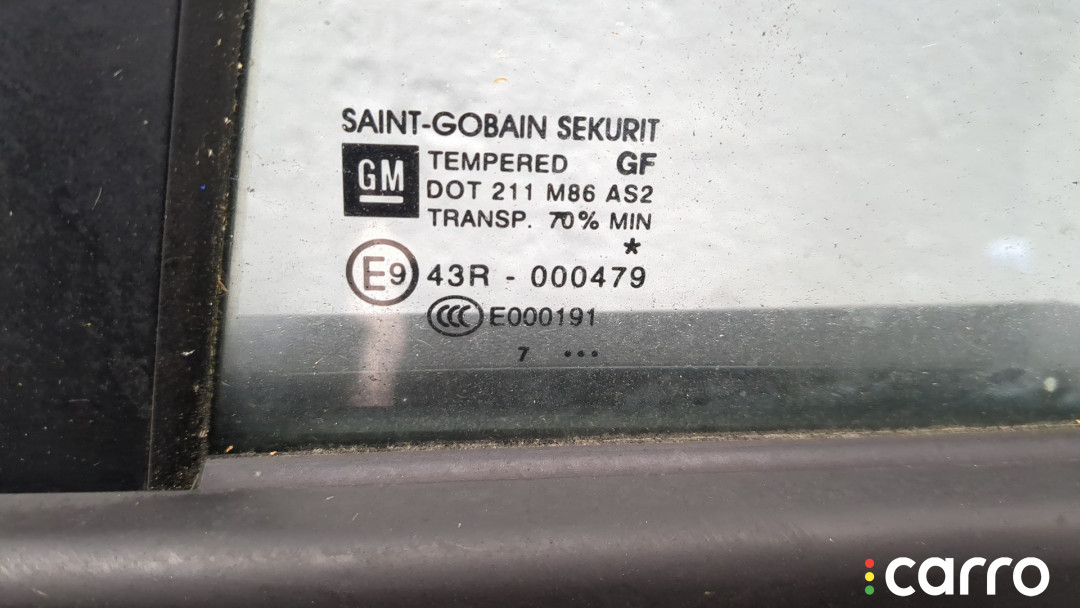 SAINT-GOBAIN SEKURIT
GM
TEMPERED GF
DOT 211 M86 AS2
TRANSP. 70% MIN
*
E9 43R - 000479
CCC E000191
7 •••
carro